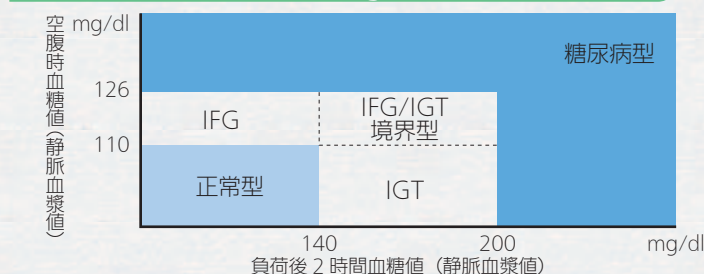 空腹時血糖値(静脈血漿値)
mg/dl
糖尿病型
126
IFG
IFG/IGT
境界型
110
正常型
IGT
140
200
mg/dl
負荷後2時間血糖値(静脈血漿値)